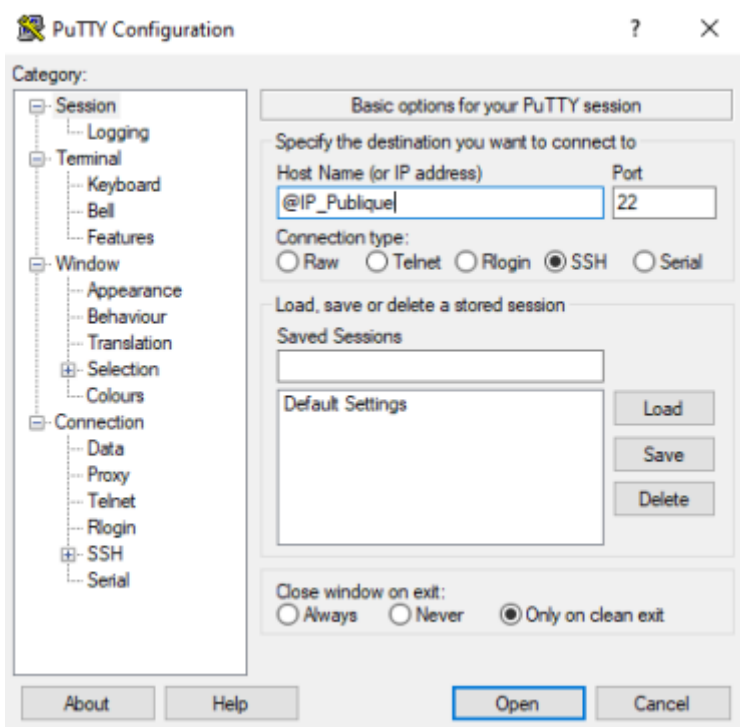 PuTTY Configuration ? ×
Category:
Session
Logging
Terminal
Keyboard
Bell
Features
Window
Appearance
Behaviour
Translation
Selection
Colours
Connection
Data
Proxy
Telnet
Rlogin
SSH
Serial
Basic options for your PuTTY session
Specify the destination you want to connect to
Host Name (or IP address) Port
@IP_Publique 22
Connection type:
Raw Telnet Rlogin SSH Serial
Load, save or delete a stored session
Saved Sessions
Default Settings
Load
Save
Delete
Close window on exit:
Always Never Only on clean exit
About Help Open Cancel